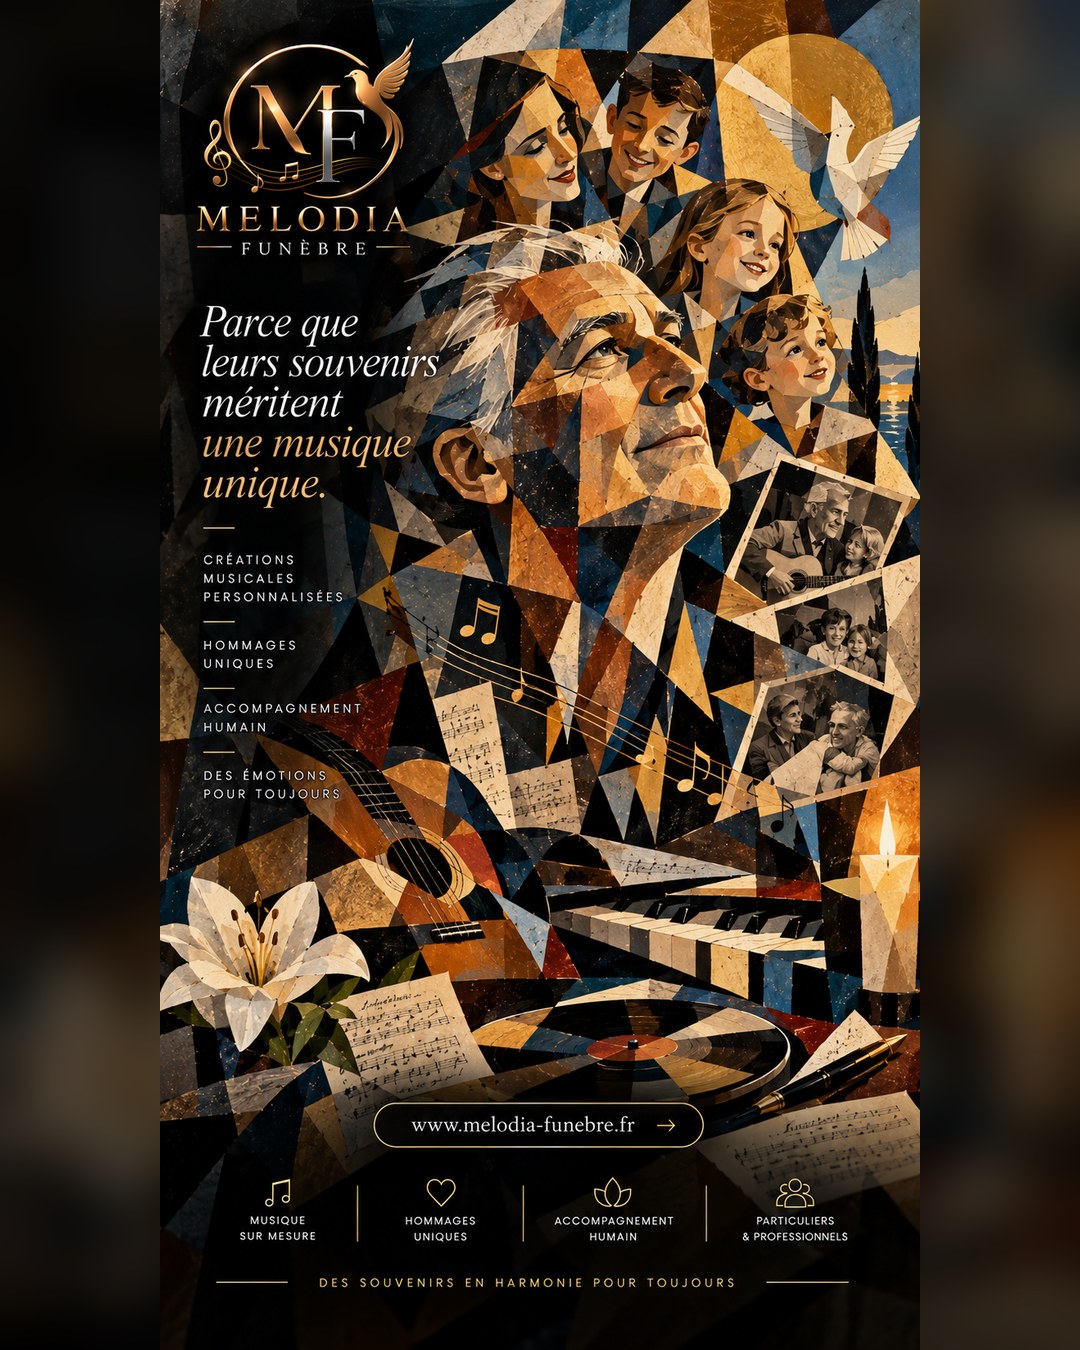 MF
MELODIA
FUNÈBRE
Parce que
leurs souvenirs
méritent
une musique
unique.
CRÉATIONS
MUSICALES
PERSONNALISÉES
HOMMAGES
UNIQUES
ACCOMPAGNEMENT
HUMAIN
DES ÉMOTIONS
POUR TOUJOURS
www.melodia-funebre.fr →
MUSIQUE
SUR MESURE
HOMMAGES
UNIQUES
ACCOMPAGNEMENT
HUMAIN
PARTICULIERS
& PROFESSIONNELS
DES SOUVENIRS EN HARMONIE POUR TOUJOURS